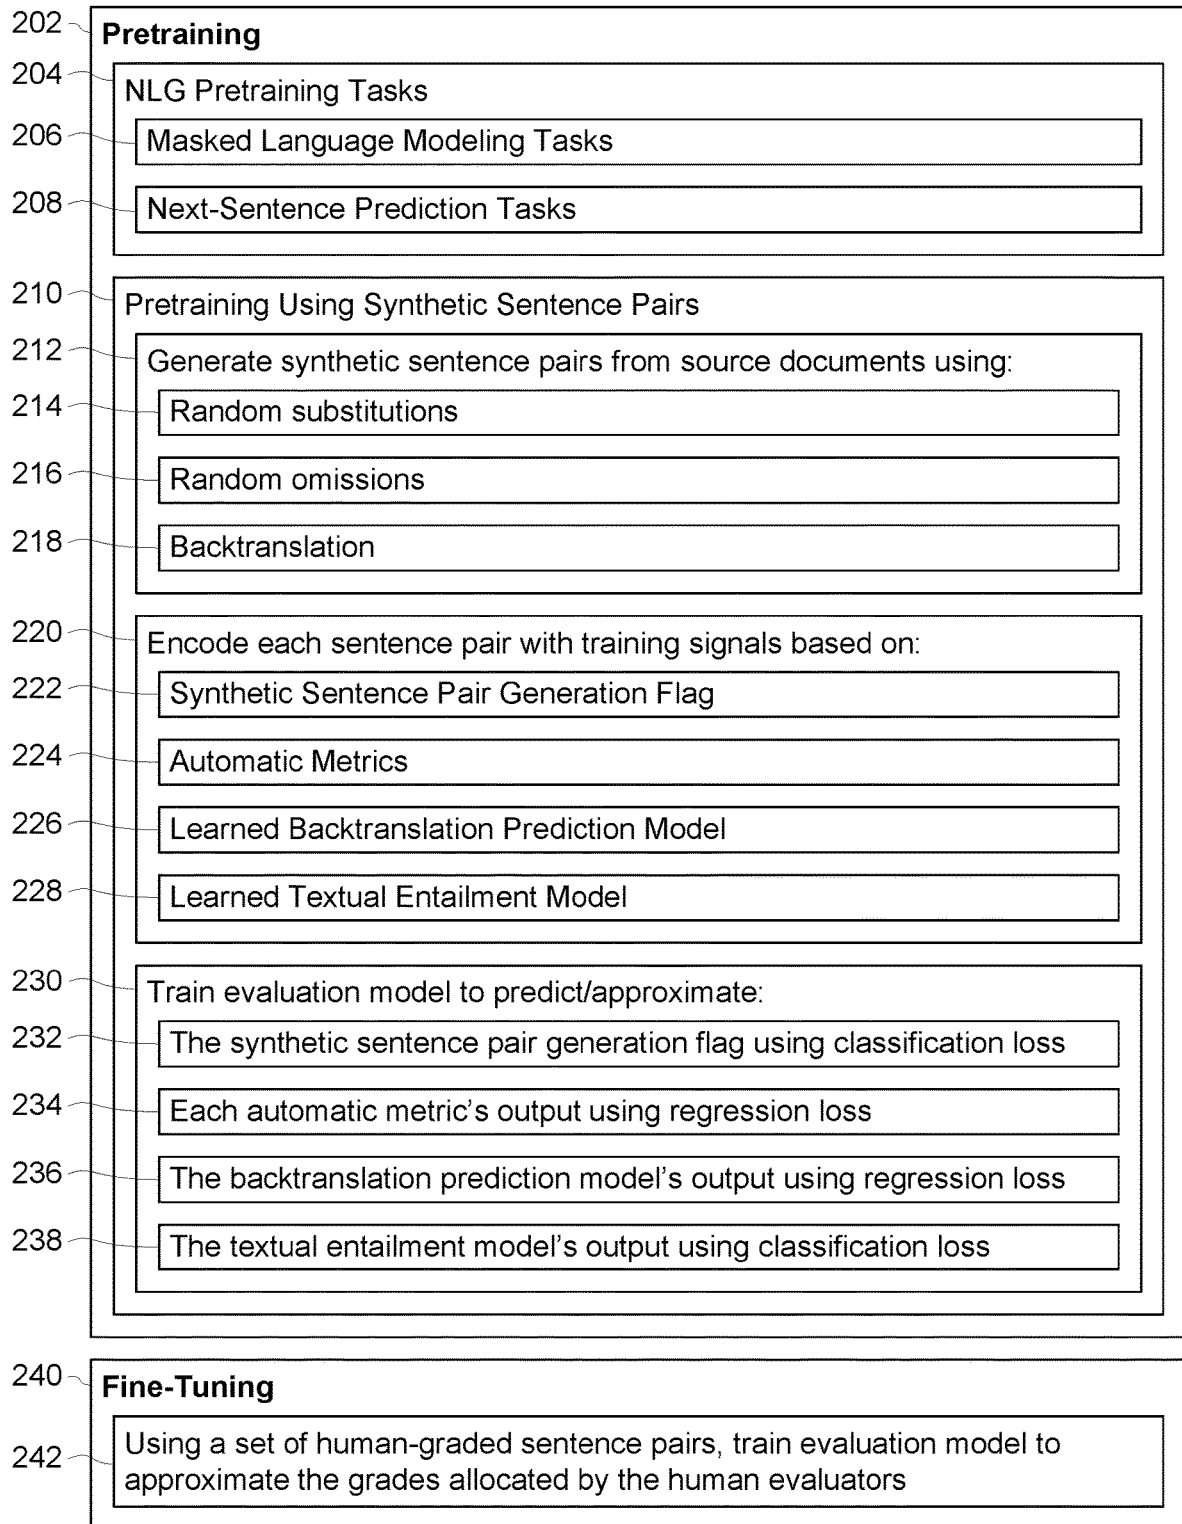 202
Pretraining
204
NLG Pretraining Tasks
206
Masked Language Modeling Tasks
208
Next-Sentence Prediction Tasks
210
Pretraining Using Synthetic Sentence Pairs
212
Generate synthetic sentence pairs from source documents using:
214
Random substitutions
216
Random omissions
218
Backtranslation
220
Encode each sentence pair with training signals based on:
222
Synthetic Sentence Pair Generation Flag
224
Automatic Metrics
226
Learned Backtranslation Prediction Model
228
Learned Textual Entailment Model
230
Train evaluation model to predict/approximate:
232
The synthetic sentence pair generation flag using classification loss
234
Each automatic metric’s output using regression loss
236
The backtranslation prediction model’s output using regression loss
238
The textual entailment model’s output using classification loss
240
Fine-Tuning
242
Using a set of human-graded sentence pairs, train evaluation model to
approximate the grades allocated by the human evaluators